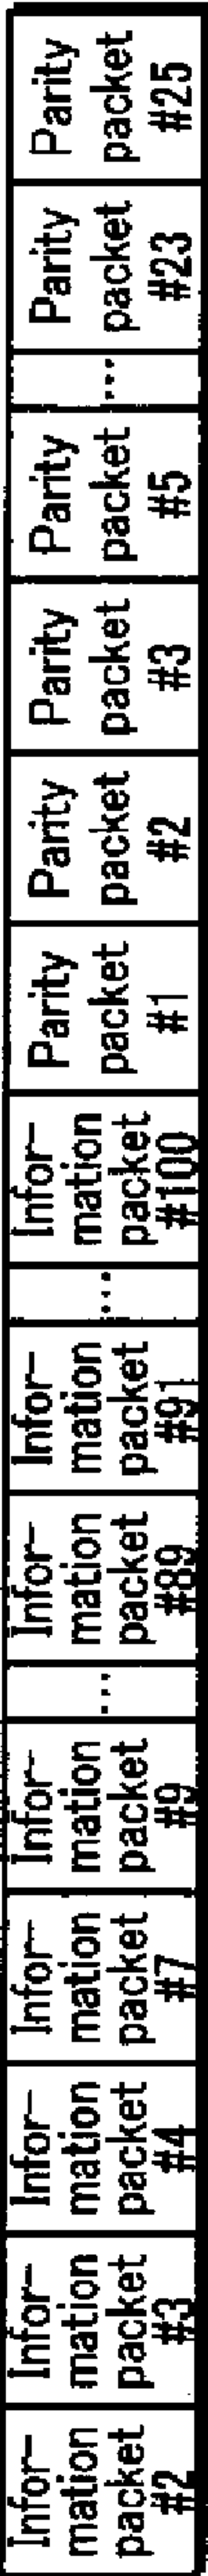 Infor-
mation
packet
#2
Infor-
mation
packet
#3
Infor-
mation
packet
#4
Infor-
mation
packet
#7
Infor-
mation
packet
#9
...
Infor-
mation
packet
#89
Infor-
mation
packet
#91
...
Infor-
mation
packet
#100
Parity
packet
#1
Parity
packet
#2
Parity
packet
#3
Parity
packet
#5
...
Parity
packet
#23
Parity
packet
#25